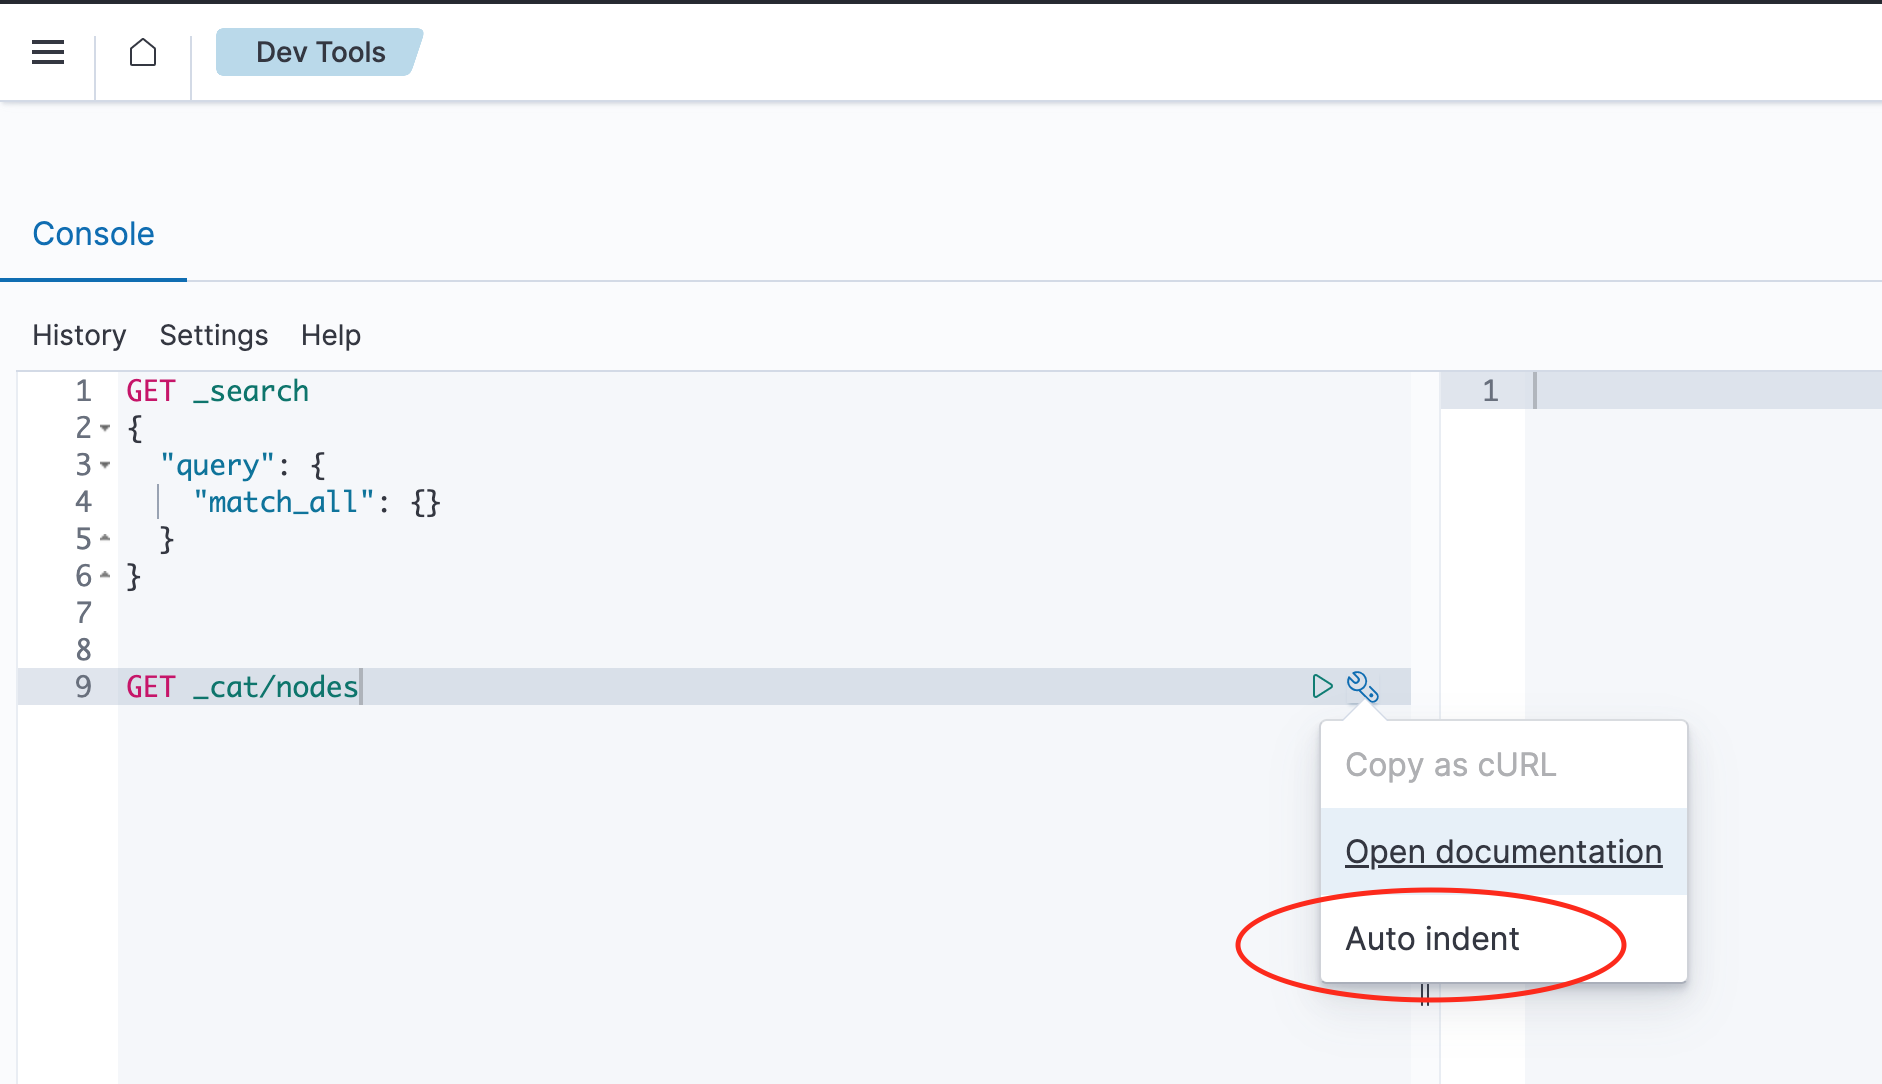 Dev Tools
Console
History Settings Help
1 GET _search
2 {
3 "query": {
4 "match_all": {}
5 }
6 }
7
8
9 GET _cat/nodes
1
Copy as cURL
Open documentation
Auto indent